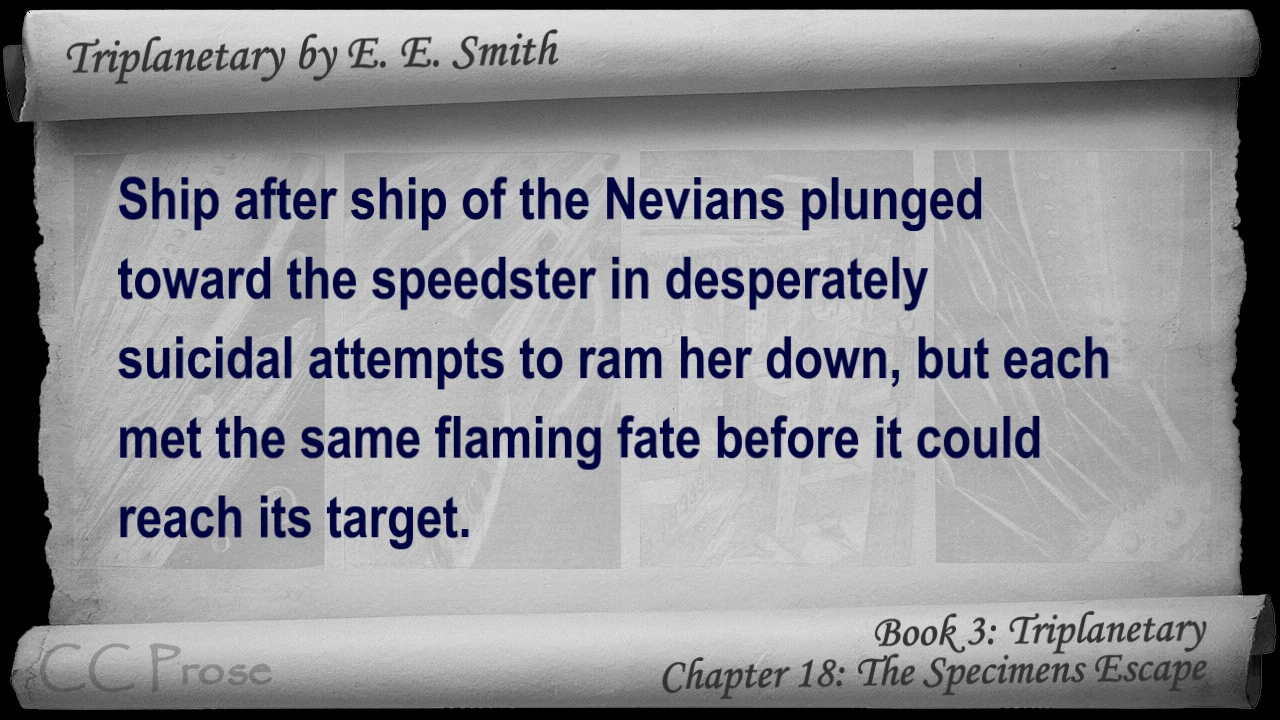 Triplanetary by E. E. Smith
Ship after ship of the Nevians plunged
toward the speedster in desperately
suicidal attempts to ram her down, but each
met the same flaming fate before it could
reach its target.
Book 3: Triplanetary
CC Prose
Chapter 18: The Specimens Escape